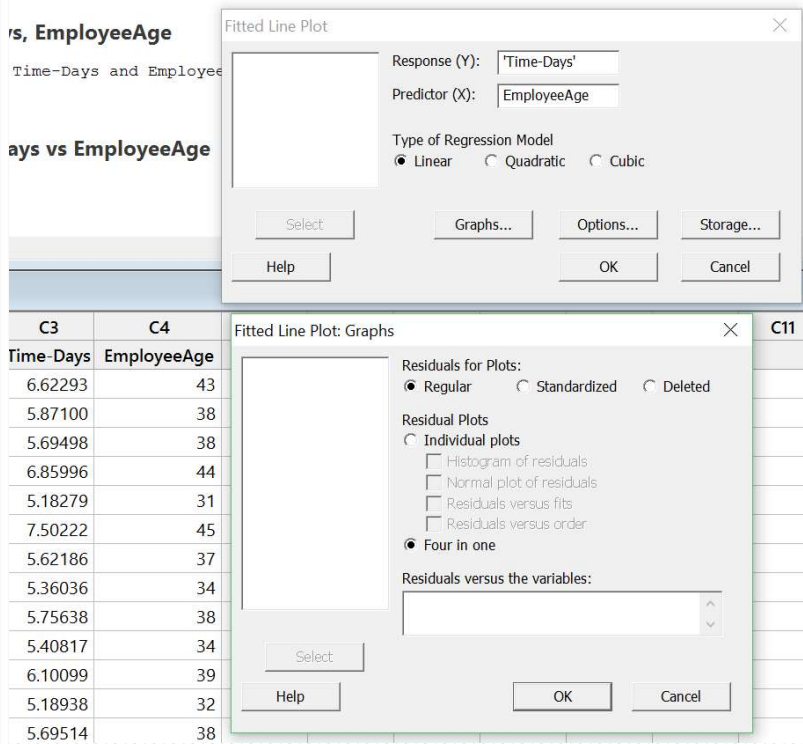 /s, EmployeeAge
Time-Days and Employee
ays vs EmployeeAge
Fitted Line Plot
Response (Y): 'Time-Days'
Predictor (X): EmployeeAge
Type of Regression Model
Linear Quadratic Cubic
Select Graphs... Options... Storage...
Help OK Cancel
C3 C4 C11
Time-Days EmployeeAge
6.62293 43
5.87100 38
5.69498 38
6.85996 44
5.18279 31
7.50222 45
5.62186 37
5.36036 34
5.75638 38
5.40817 34
6.10099 39
5.18938 32
5.69514 38
Fitted Line Plot: Graphs
Residuals for Plots:
Regular Standardized Deleted
Residual Plots
Individual plots
Histogram of residuals
Normal plot of residuals
Residuals versus fits
Residuals versus order
Four in one
Residuals versus the variables:
Select
Help OK Cancel